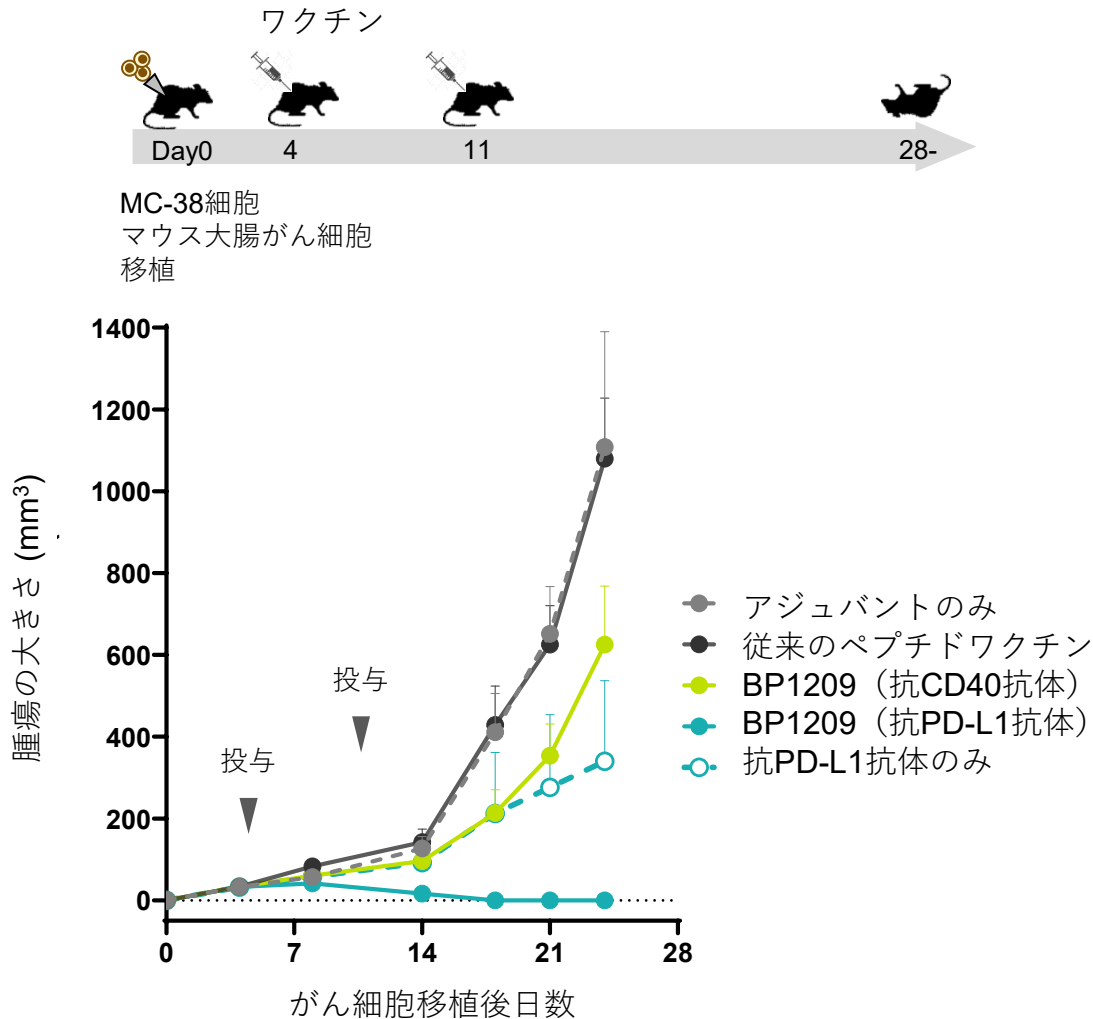 ワクチン
Day0
4
11
28-
MC-38細胞
マウス大腸がん細胞
移植
1400
1200
1000
800
600
400
200
0
腫瘍の大きさ (mm³)
投与
投与
アジュバントのみ
従来のペプチドワクチン
BP1209（抗CD40抗体）
BP1209（抗PD-L1抗体）
抗PD-L1抗体のみ
0
7
14
21
28
がん細胞移植後日数